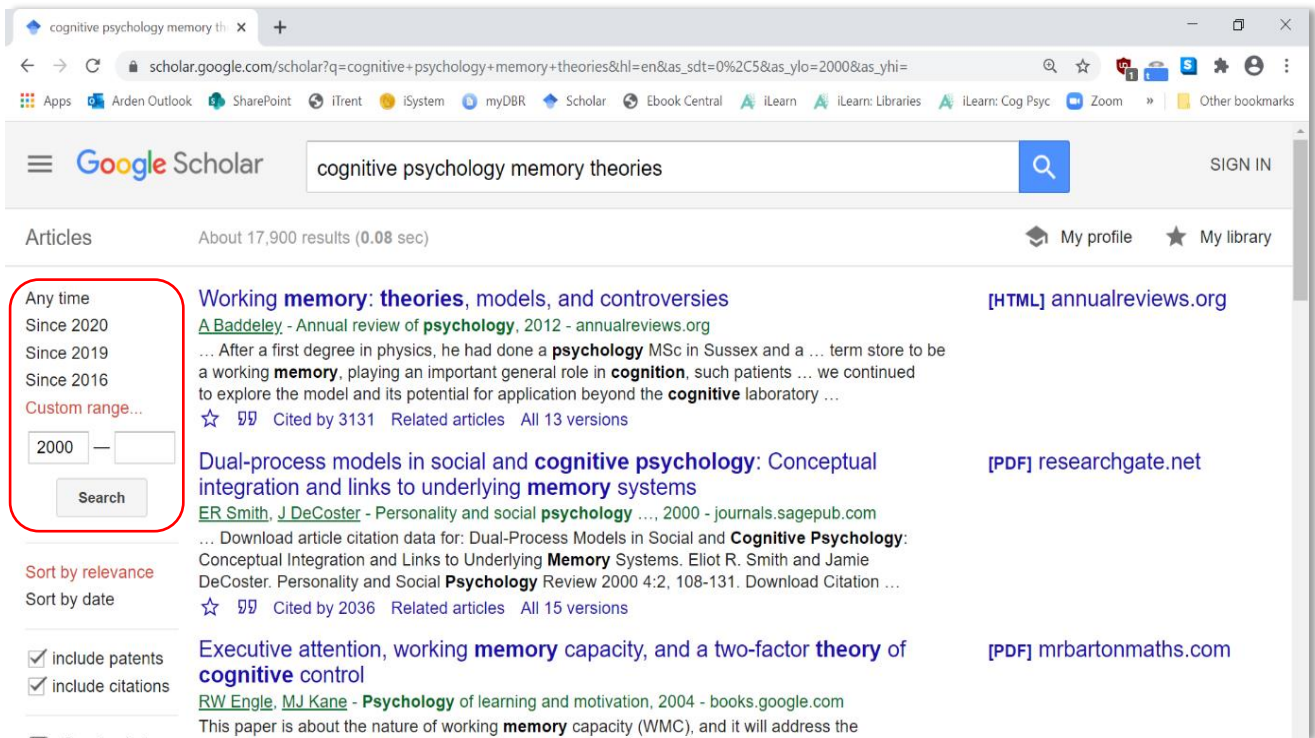 cognitive psychology memory th
scholar.google.com/scholar?q=cognitive+psychology+memory+theories&hl=en&as_sdt=0%2C5&as_ylo=2000&as_yhi=
1
S
Apps Arden Outlook SharePoint iTrent iSystem myDBR Scholar Ebook Central iLearn iLearn: Libraries iLearn: Cog Psyc Zoom » Other bookmarks
Google Scholar
cognitive psychology memory theories
SIGN IN
Articles
About 17,900 results (0.08 sec)
My profile
My library
Any time
Since 2020
Since 2019
Since 2016
Custom range...
2000 —
Search
Sort by relevance
Sort by date
include patents
include citations
Working memory: theories, models, and controversies
[HTML] annualreviews.org
A Baddeley - Annual review of psychology, 2012 - annualreviews.org
… After a first degree in physics, he had done a psychology MSc in Sussex and a … term store to be
a working memory, playing an important general role in cognition, such patients … we continued
to explore the model and its potential for application beyond the cognitive laboratory …
Cited by 3131 Related articles All 13 versions
Dual-process models in social and cognitive psychology: Conceptual
integration and links to underlying memory systems
[PDF] researchgate.net
ER Smith, J DeCoster - Personality and social psychology …, 2000 - journals.sagepub.com
… Download article citation data for: Dual-Process Models in Social and Cognitive Psychology:
Conceptual Integration and Links to Underlying Memory Systems. Eliot R. Smith and Jamie
DeCoster. Personality and Social Psychology Review 2000 4:2, 108-131. Download Citation …
Cited by 2036 Related articles All 15 versions
Executive attention, working memory capacity, and a two-factor theory of
cognitive control
[PDF] mrbartonmaths.com
RW Engle, MJ Kane - Psychology of learning and motivation, 2004 - books.google.com
This paper is about the nature of working memory capacity (WMC), and it will address the